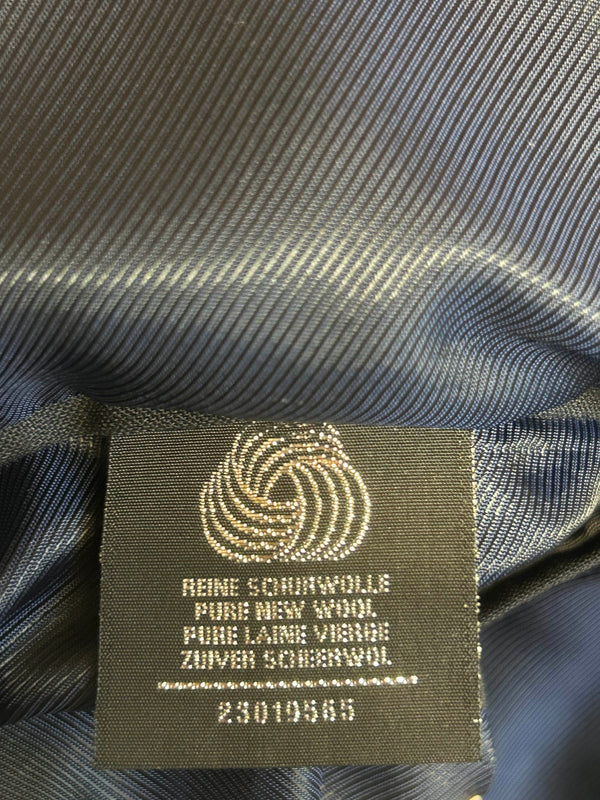 REINE SCHURWOLLE
PURE NEW WOOL
PURE LAINE VIERGE
ZUIVER SCHEERWOL
23019565